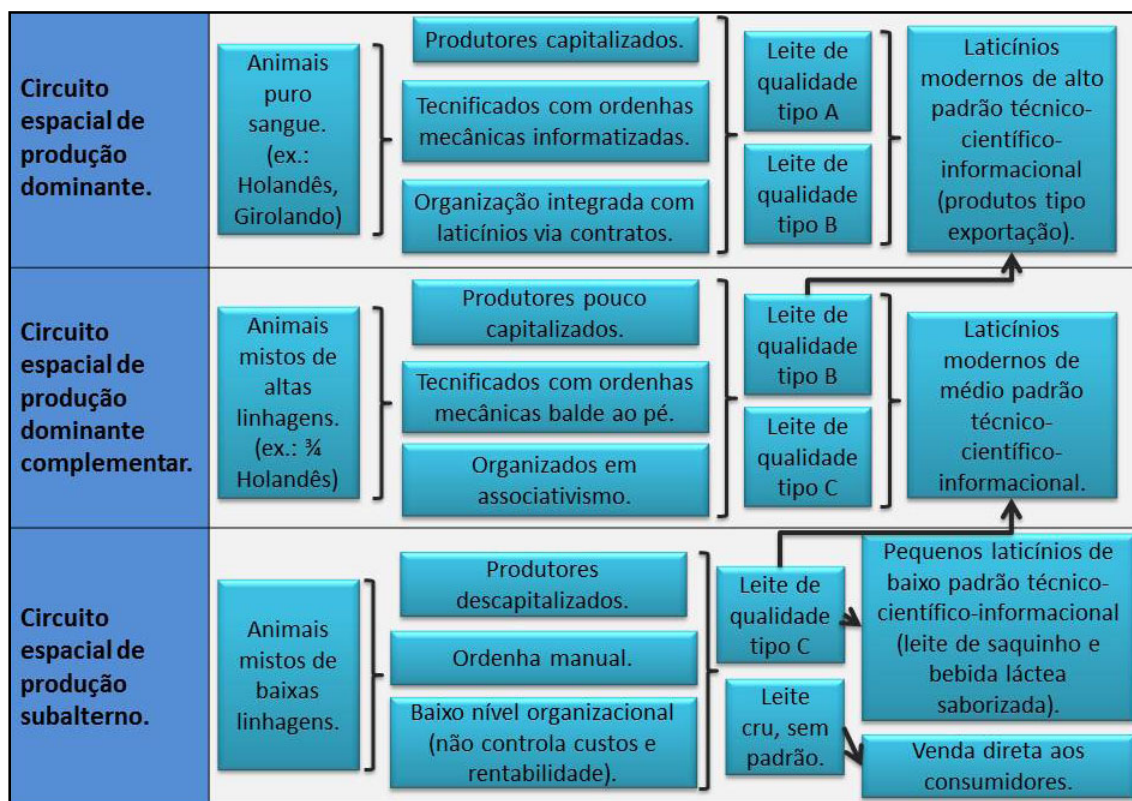 Circuito
espacial de
produção
dominante.
Animais
puro
sangue.
(ex.:
Holandês,
Girolando)
Produtores capitalizados.
Tecnificados com ordenhas
mecânicas informatizadas.
Organização integrada com
laticínios via contratos.
Leite de
qualidade
tipo A
Leite de
qualidade
tipo B
Laticínios
modernos de alto
padrão técnico-
científico-
informacional
(produtos tipo
exportação).
Circuito
espacial de
produção
dominante
complementar.
Animais
mistos de
altas
linhagens.
(ex.: ¾
Holandês)
Produtores pouco
capitalizados.
Tecnificados com ordenhas
mecânicas balde ao pé.
Organizados em
associativismo.
Leite de
qualidade
tipo B
Leite de
qualidade
tipo C
Laticínios
modernos de
médio padrão
técnico-
científico-
informacional.
Circuito
espacial de
produção
subalterno.
Animais
mistos de
baixas
linhagens.
Produtores
descapitalizados.
Ordenha manual.
Baixo nível organizacional
(não controla custos e
rentabilidade).
Leite de
qualidade
tipo C
Leite
cru, sem
padrão.
Pequenos laticínios de
baixo padrão técnico-
científico-informacional
(leite de saquinho e
bebida láctea
saborizada).
Venda direta aos
consumidores.